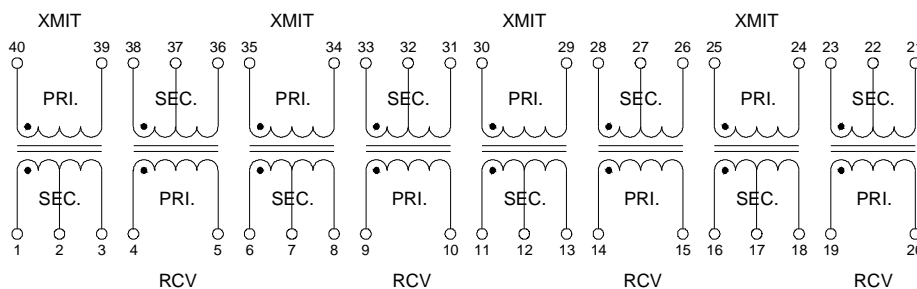 XMIT XMIT XMIT XMIT
40 39 38 37 36 35 34 33 32 31 30 29 28 27 26 25 24 23 22 21
PRI. SEC. PRI. SEC. PRI. SEC. PRI. SEC.
SEC. PRI. SEC. PRI. SEC. PRI. SEC. PRI.
1 2 3 4 5 6 7 8 9 10 11 12 13 14 15 16 17 18 19 20
RCV RCV RCV RCV